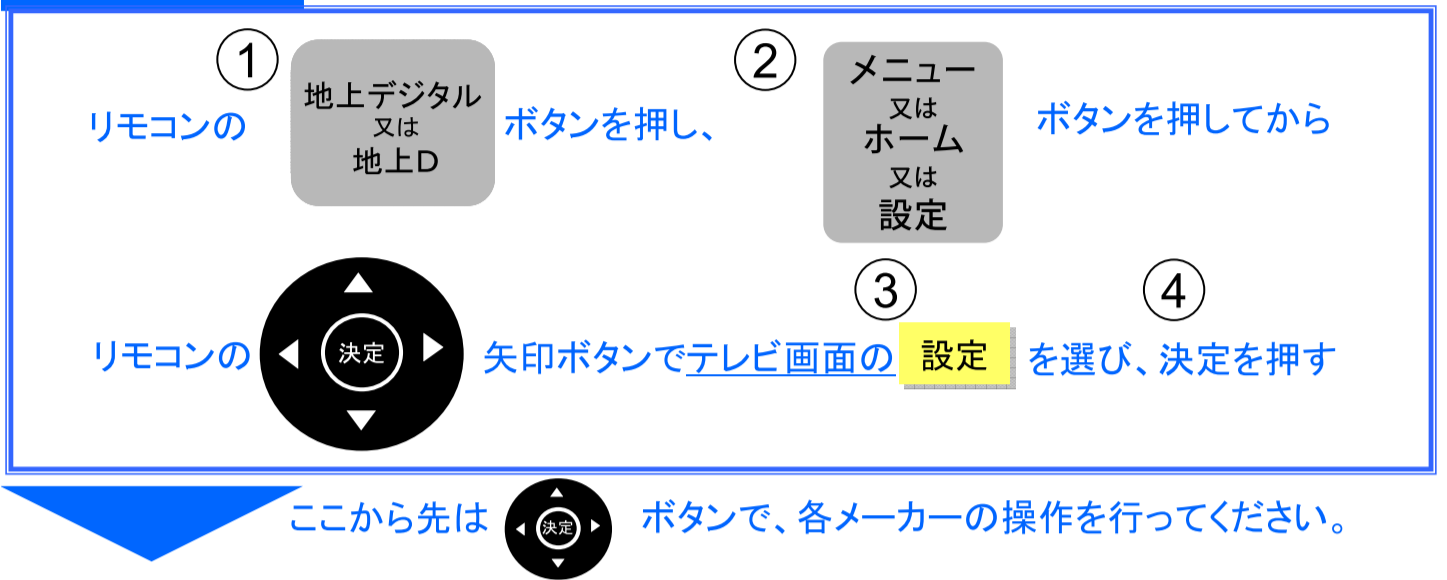 ① ②
リモコンの 地上デジタル 又は 地上D ボタンを押し、 メニュー 又は ホーム 又は 設定 ボタンを押してから
③ ④
リモコンの 決定 矢印ボタンでテレビ画面の 設定 を選び、決定を押す
ここから先は 決定 ボタンで、各メーカーの操作を行ってください。